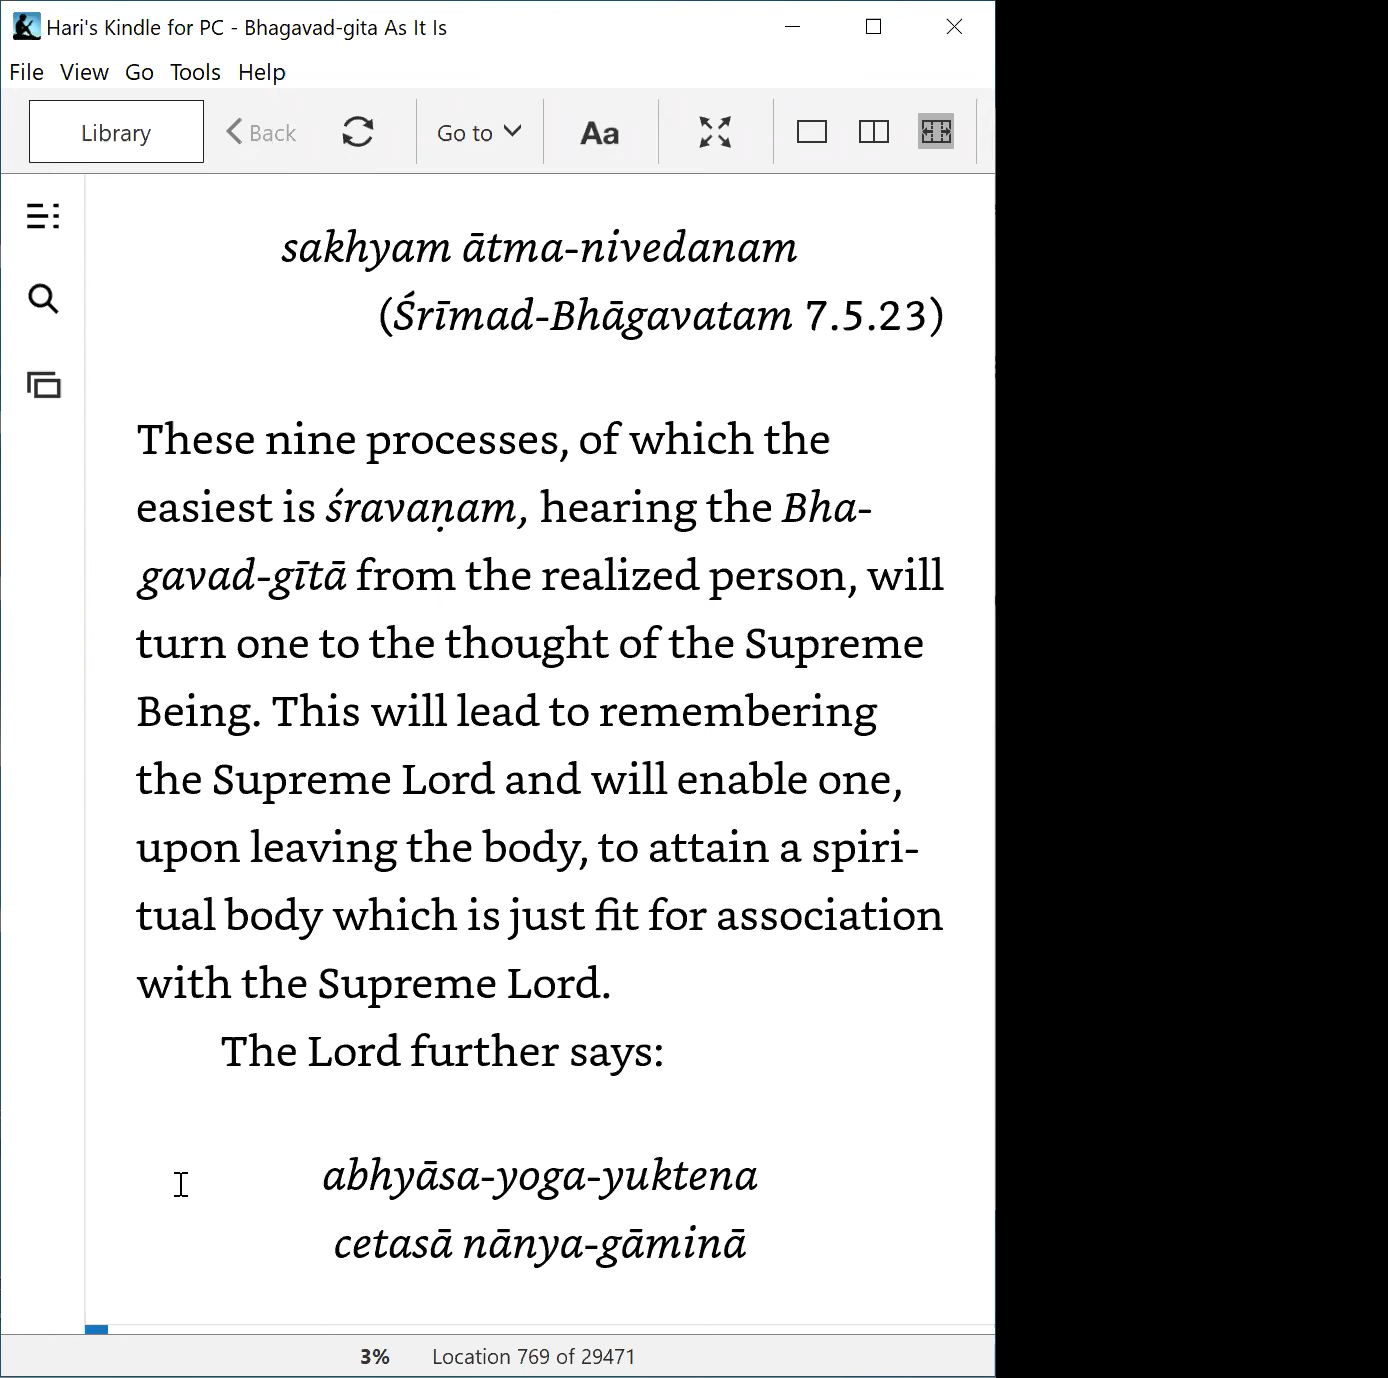 Hari's Kindle for PC - Bhagavad-gita As It Is
File View Go Tools Help
Library Back Go to Aa
sakhyam ātma-nivedanam
(Śrīmad-Bhāgavatam 7.5.23)
These nine processes, of which the
easiest is śravaṇam, hearing the Bha-
gavad-gītā from the realized person, will
turn one to the thought of the Supreme
Being. This will lead to remembering
the Supreme Lord and will enable one,
upon leaving the body, to attain a spiri-
tual body which is just fit for association
with the Supreme Lord.
The Lord further says:
abhyāsa-yoga-yuktena
cetasā nānya-gāminā
3% Location 769 of 29471